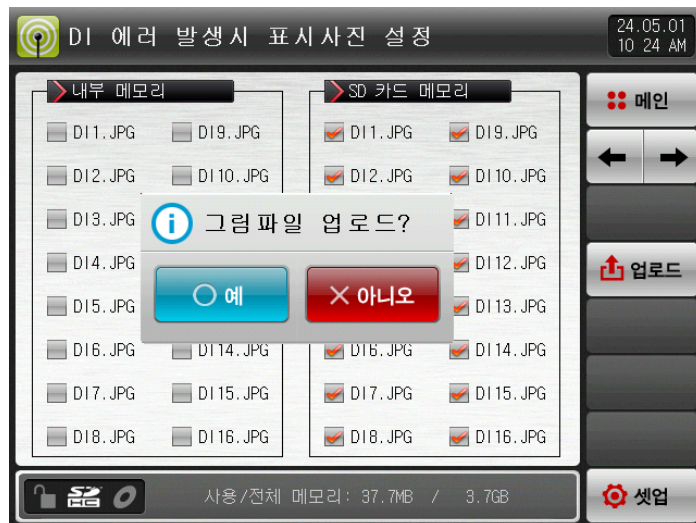 DI 에러 발생시 표시사진 설정
24.05.01
10 24 AM
내부 메모리
SD 카드 메모리
메인
DI1.JPG DI9.JPG DI1.JPG DI9.JPG
DI2.JPG DI10.JPG DI2.JPG DI10.JPG
DI3.JPG DI11.JPG
그림파일 업로드?
DI4.JPG DI12.JPG
업로드
예
아니오
DI5.JPG DI13.JPG
DI6.JPG DI14.JPG DI6.JPG DI14.JPG
DI7.JPG DI15.JPG DI7.JPG DI15.JPG
DI8.JPG DI16.JPG DI8.JPG DI16.JPG
사용/전체 메모리: 37.7MB / 3.7GB
셋업